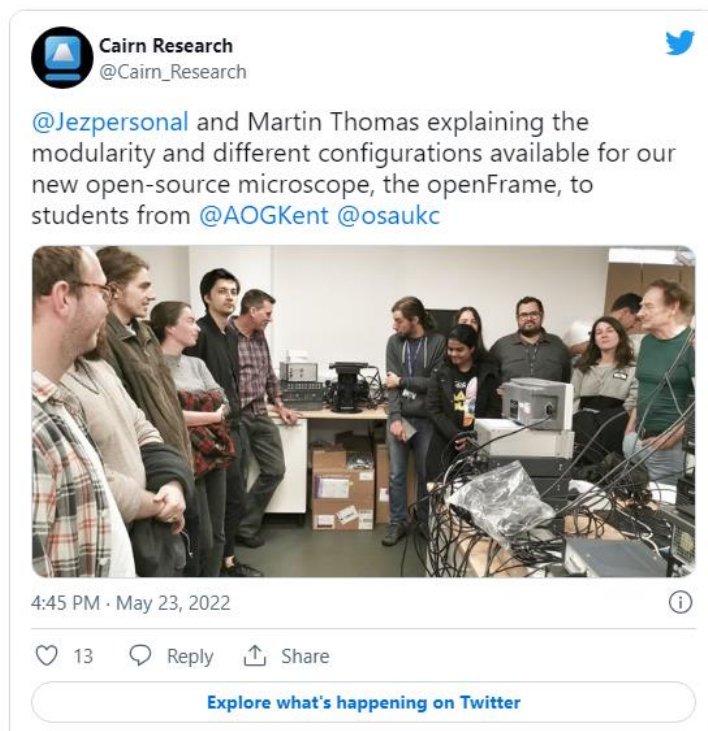 Cairn Research
@Cairn_Research
@Jezpersonal and Martin Thomas explaining the
modularity and different configurations available for our
new open-source microscope, the openFrame, to
students from @AOGKent @osaukc
4:45 PM · May 23, 2022
13 Reply Share
Explore what's happening on Twitter